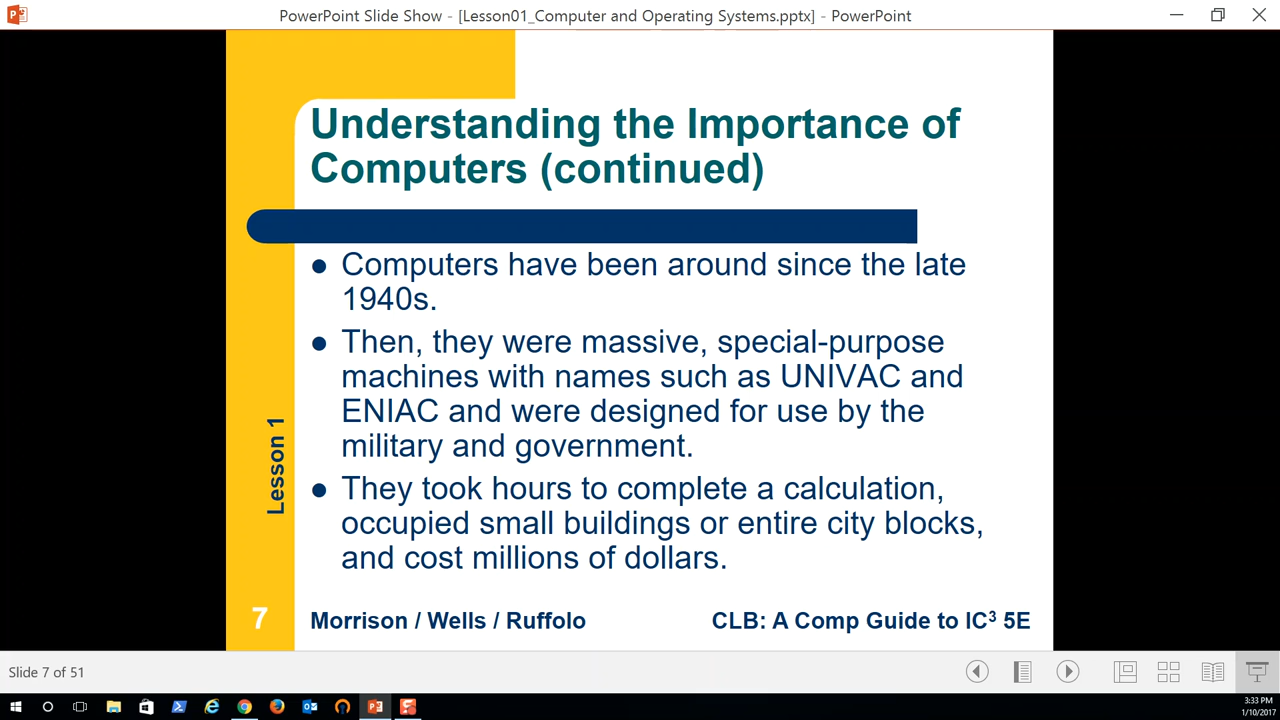 PowerPoint Slide Show - [Lesson01_Computer and Operating Systems.pptx] - PowerPoint
Understanding the Importance of
Computers (continued)
● Computers have been around since the late
1940s.
● Then, they were massive, special-purpose
machines with names such as UNIVAC and
ENIAC and were designed for use by the
military and government.
● They took hours to complete a calculation,
occupied small buildings or entire city blocks,
and cost millions of dollars.
Lesson 1
7
Morrison / Wells / Ruffolo
CLB: A Comp Guide to IC³ 5E
Slide 7 of 51
3:33 PM
1/10/2017